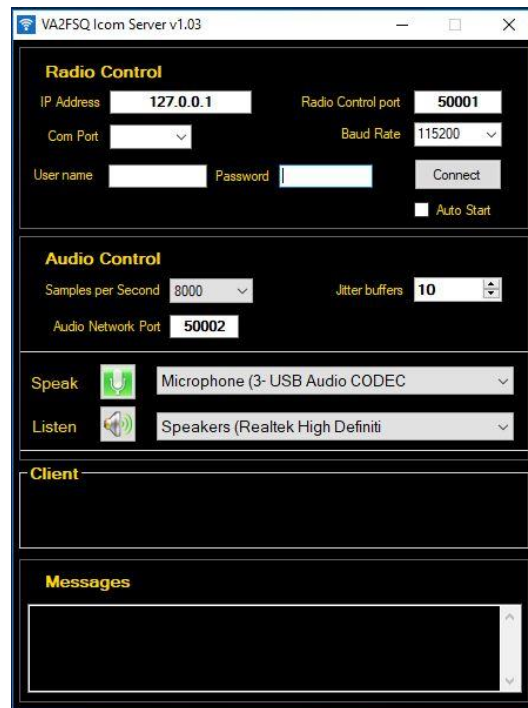 VA2FSQ Icom Server v1.03
Radio Control
IP Address 127.0.0.1 Radio Control port 50001
Com Port Baud Rate 115200
User name Password Connect
Auto Start
Audio Control
Samples per Second 8000 Jitter buffers 10
Audio Network Port 50002
Speak Microphone (3- USB Audio CODEC
Listen Speakers (Realtek High Definiti
Client
Messages